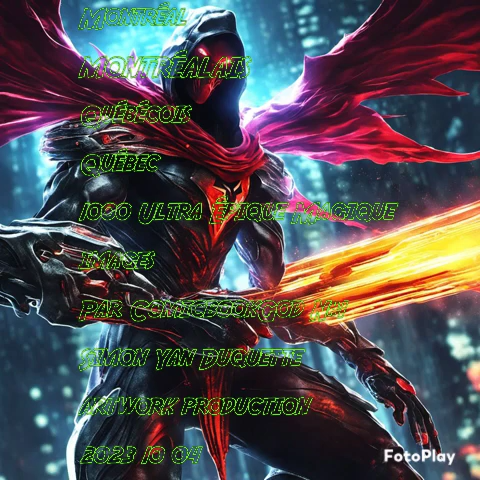 Montréal
Montréalais
Québécois
Québec
1000 Ultra Épique Magique
Images
Par ComicbookGod Mx
Simon Yan Duquette
Artwork production
2023 10 04
FotoPlay